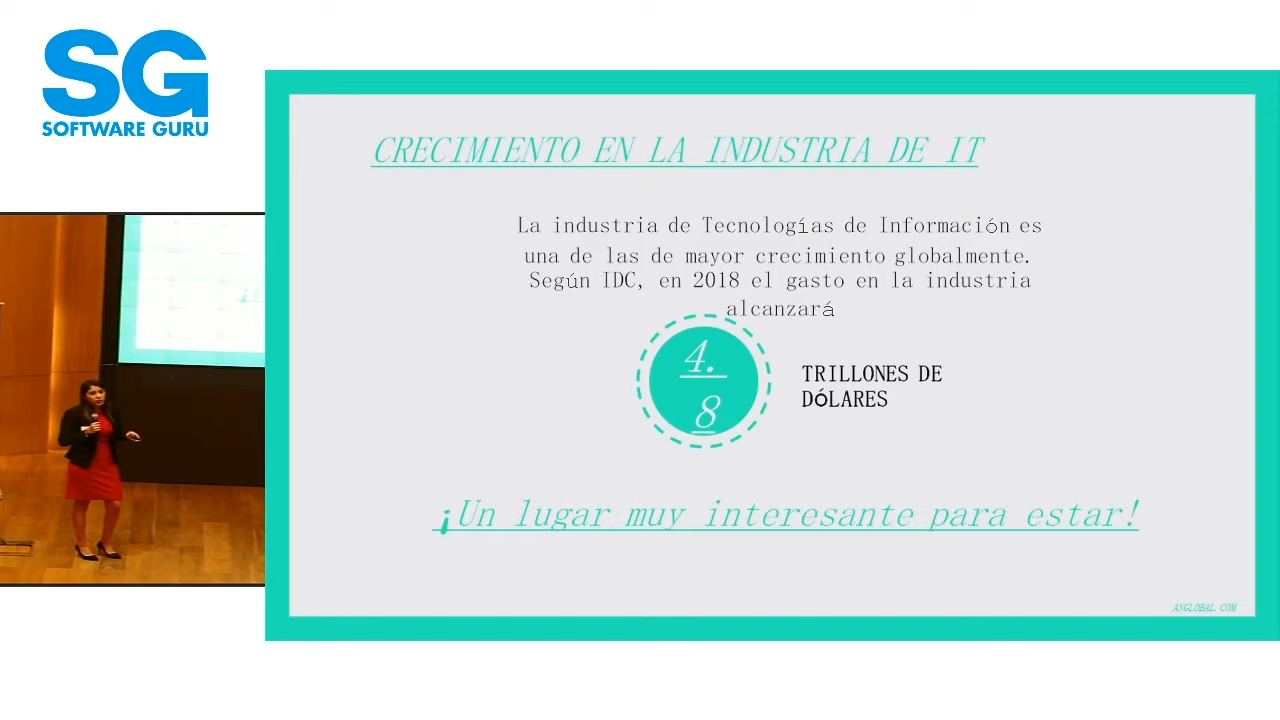 SG
SOFTWARE GURU
CRECIMIENTO EN LA INDUSTRIA DE IT
La industria de Tecnologías de Información es
una de las de mayor crecimiento globalmente.
Según IDC, en 2018 el gasto en la industria
alcanzará
4.
8
TRILLONES DE
DÓLARES
¡Un lugar muy interesante para estar!
ANGLOBAL.COM